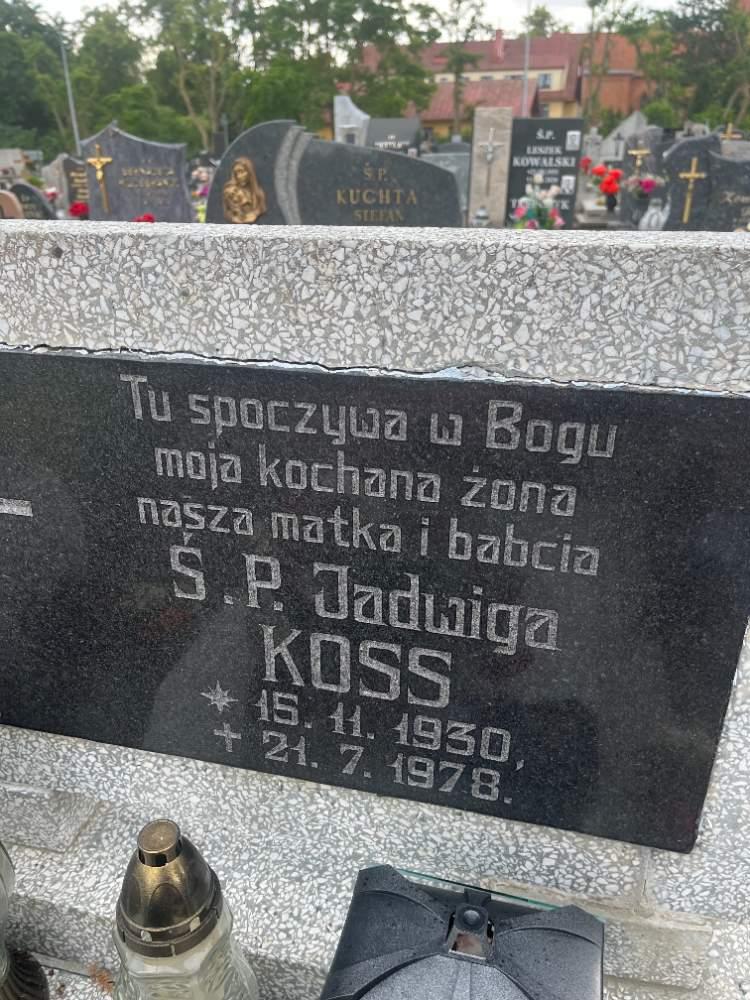 Ś.P.
KUCHTA
STEFAN
Ś.P.
LESZEK
KOWALSKI
Tu spoczywa w Bogu
moja kochana żona
nasza matka i babcia
Ś.P. Jadwiga
KOSS
* 15. 11. 1930,
+ 21. 7. 1978.